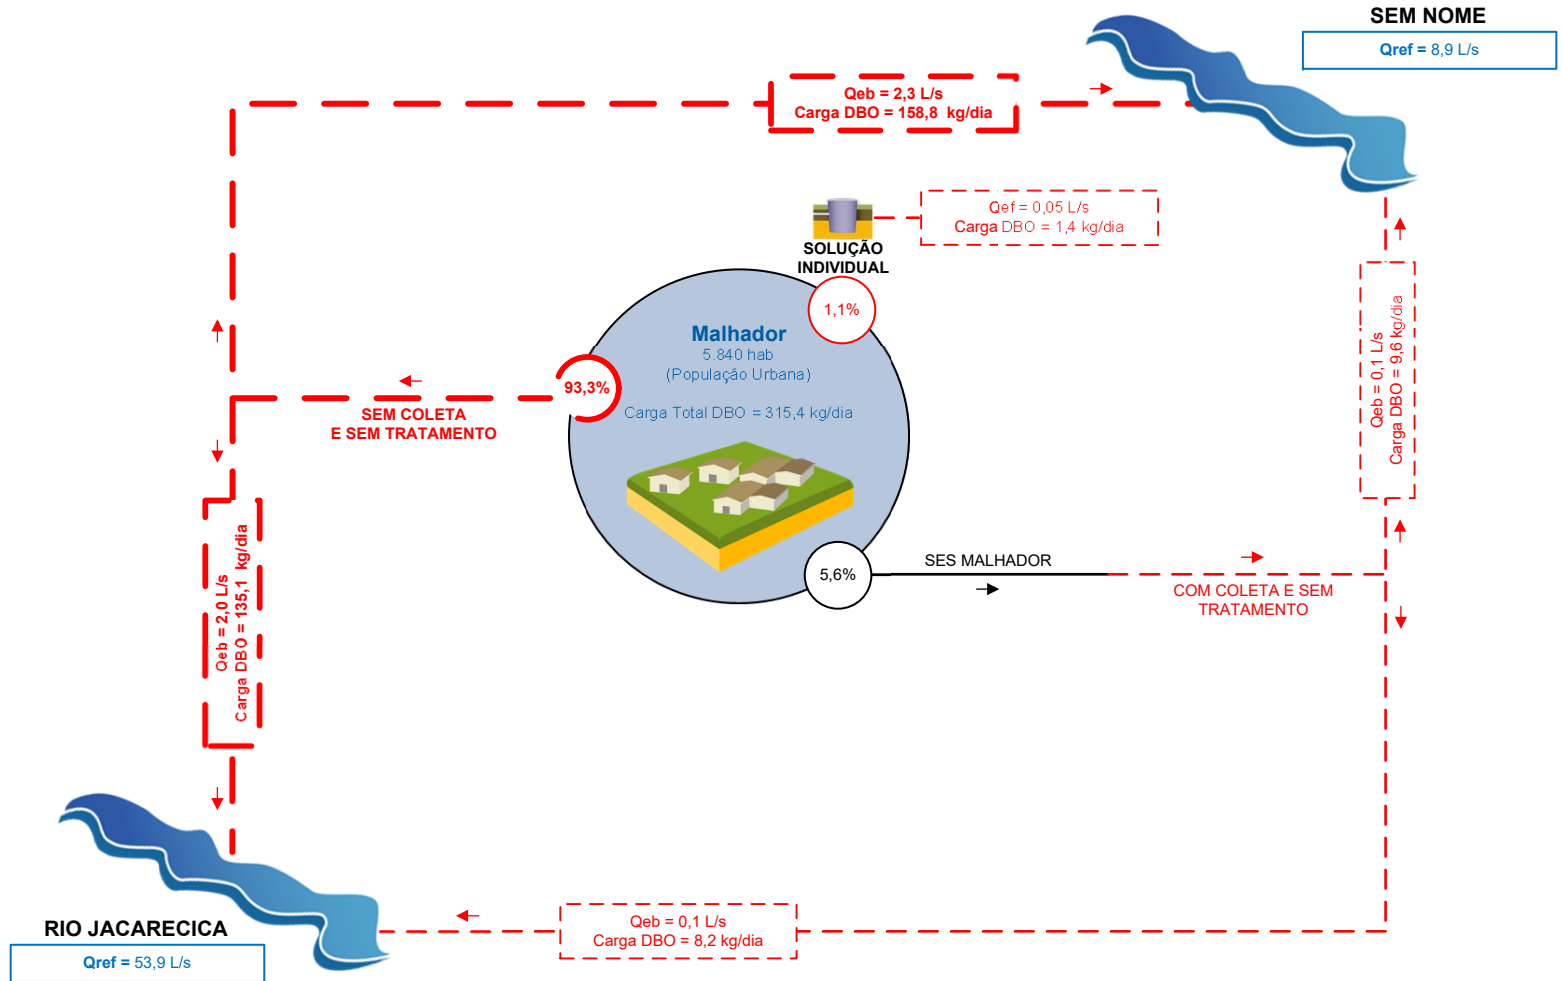 SEM NOME
Qref = 8,9 L/s
Qeb = 2,3 L/s
Carga DBO = 158,8 kg/dia
Qef = 0,05 L/s
Carga DBO = 1,4 kg/dia
SOLUÇÃO
INDIVIDUAL
1,1%
Malhador
5.840 hab
(População Urbana)
Carga Total DBO = 315,4 kg/dia
93,3%
SEM COLETA
E SEM TRATAMENTO
Qeb = 0,1 L/s
Carga DBO = 9,6 kg/dia
5,6%
SES MALHADOR
COM COLETA E SEM
TRATAMENTO
Qeb = 2,0 L/s
Carga DBO = 135,1 kg/dia
RIO JACARECICA
Qref = 53,9 L/s
Qeb = 0,1 L/s
Carga DBO = 8,2 kg/dia